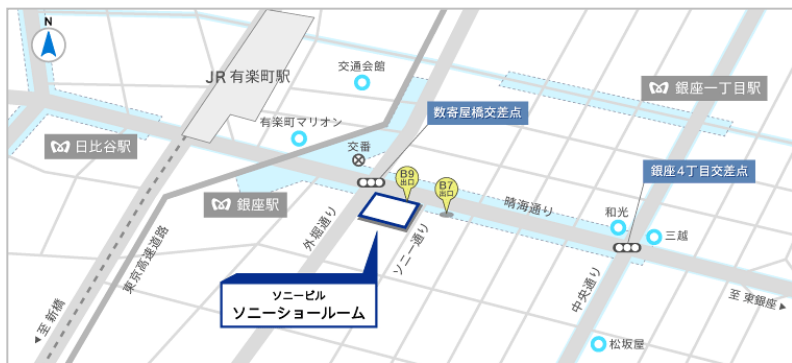 N
JR 有楽町駅
交通会館
銀座一丁目駅
有楽町マリオン
数寄屋橋交差点
日比谷駅
交番
B9
出口
B7
出口
銀座4丁目交差点
銀座駅
外堀通り
ソニー通り
晴海通り
和光
三越
東京高速道路
ソニービル
ソニーショールーム
中央通り
至 東銀座
至 新橋
松坂屋